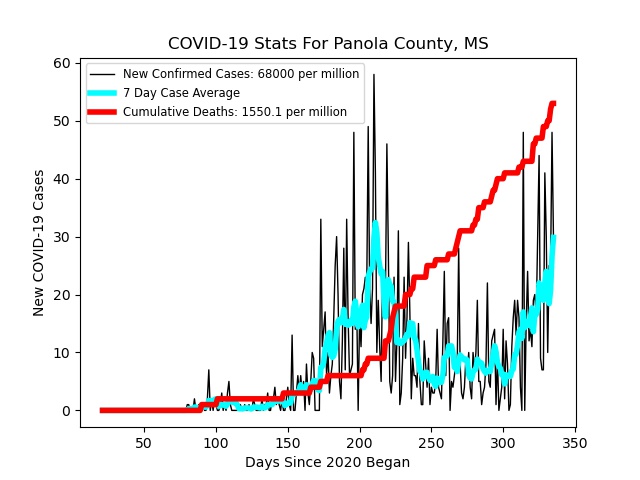 COVID-19 Stats For Panola County, MS
New Confirmed Cases: 68000 per million
7 Day Case Average
Cumulative Deaths: 1550.1 per million
New COVID-19 Cases
60
50
40
30
20
10
0
50 100 150 200 250 300 350
Days Since 2020 Began